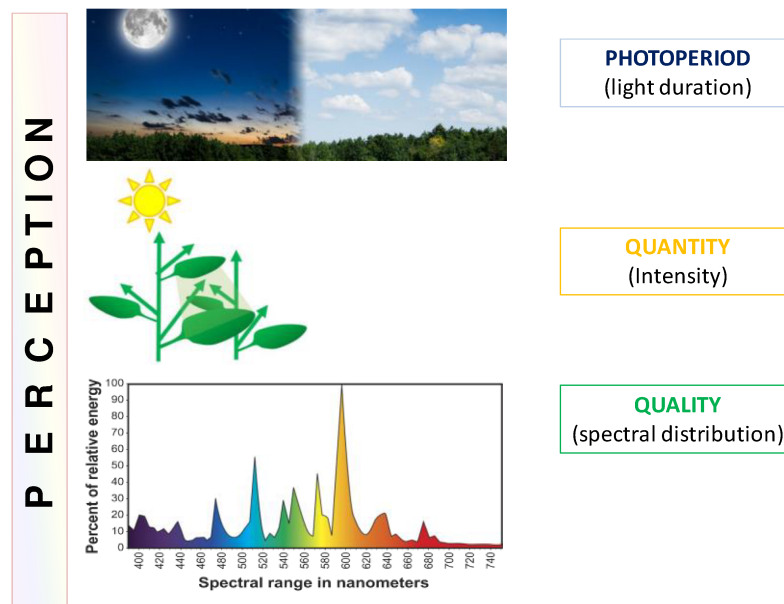 PERCEPTION
PHOTOPERIOD
(light duration)
QUANTITY
(Intensity)
QUALITY
(spectral distribution)
Percent of relative energy
100
90
80
70
60
50
40
30
20
10
0
400 420 440 460 480 500 520 540 560 580 600 620 640 660 680 700 720 740
Spectral range in nanometers